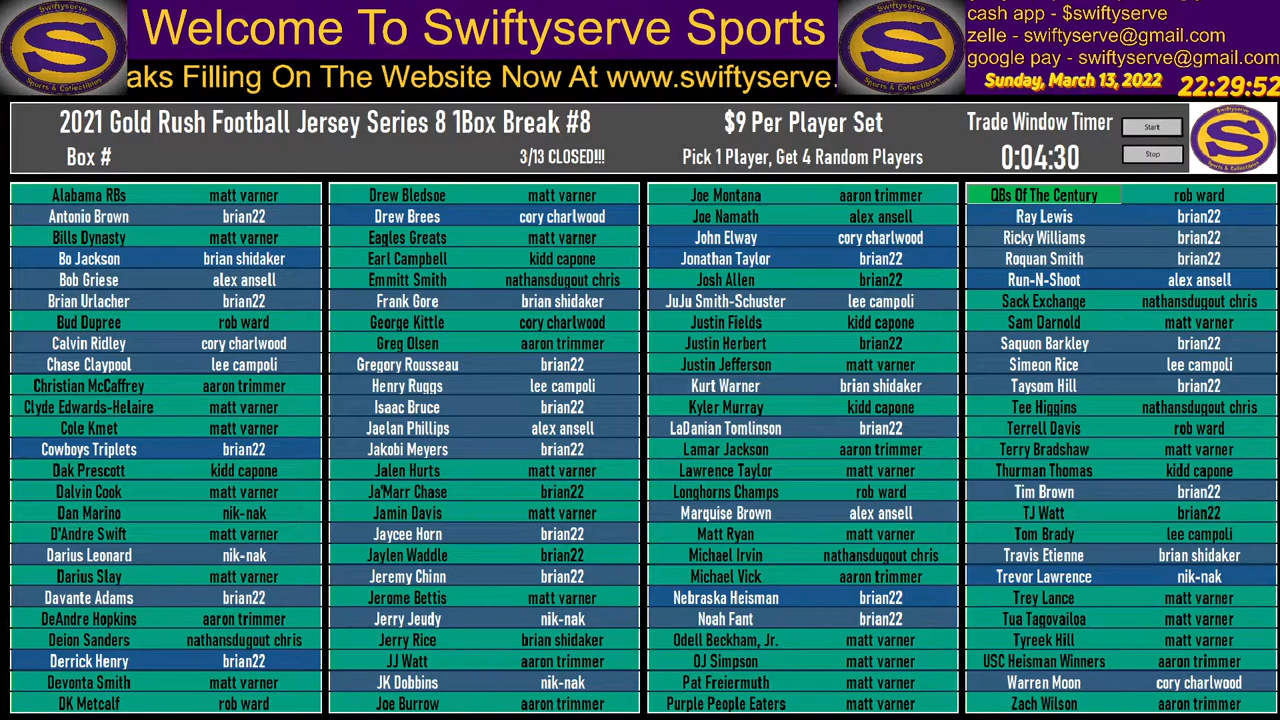 Welcome To Swiftyserve Sports
aks Filling On The Website Now At www.swiftyserve.
cash app - $swiftyserve
zelle - swiftyserve@gmail.com
google pay - swiftyserve@gmail.com
Sunday, March 13, 2022 22:29:52
2021 Gold Rush Football Jersey Series 8 1Box Break #8
Box # 3/13 CLOSED!!!
$9 Per Player Set
Pick 1 Player, Get 4 Random Players
Trade Window Timer
0:04:30
Start
Stop
Alabama RBs matt varner
Antonio Brown brian22
Bills Dynasty matt varner
Bo Jackson brian shidaker
Bob Griese alex ansell
Brian Urlacher brian22
Bud Dupree rob ward
Calvin Ridley cory charlwood
Chase Claypool lee campoli
Christian McCaffrey aaron trimmer
Clyde Edwards-Helaire matt varner
Cole Kmet matt varner
Cowboys Triplets brian22
Dak Prescott kidd capone
Dalvin Cook matt varner
Dan Marino nik-nak
D'Andre Swift matt varner
Darius Leonard nik-nak
Darius Slay matt varner
Davante Adams brian22
DeAndre Hopkins aaron trimmer
Deion Sanders nathansdugout chris
Derrick Henry brian22
Devonta Smith matt varner
DK Metcalf rob ward
Drew Bledsoe matt varner
Drew Brees cory charlwood
Eagles Greats matt varner
Earl Campbell kidd capone
Emmitt Smith nathansdugout chris
Frank Gore brian shidaker
George Kittle cory charlwood
Greg Olsen aaron trimmer
Gregory Rousseau brian22
Henry Ruggs lee campoli
Isaac Bruce brian22
Jaelan Phillips alex ansell
Jakobi Meyers brian22
Jalen Hurts matt varner
Ja'Marr Chase brian22
Jamin Davis matt varner
Jaycee Horn brian22
Jaylen Waddle brian22
Jeremy Chinn brian22
Jerome Bettis matt varner
Jerry Jeudy nik-nak
Jerry Rice brian shidaker
JJ Watt aaron trimmer
JK Dobbins nik-nak
Joe Burrow aaron trimmer
Joe Montana aaron trimmer
Joe Namath alex ansell
John Elway cory charlwood
Jonathan Taylor brian22
Josh Allen brian22
JuJu Smith-Schuster lee campoli
Justin Fields kidd capone
Justin Herbert brian22
Justin Jefferson matt varner
Kurt Warner brian shidaker
Kyler Murray kidd capone
LaDanian Tomlinson brian22
Lamar Jackson aaron trimmer
Lawrence Taylor matt varner
Longhorns Champs rob ward
Marquise Brown alex ansell
Matt Ryan matt varner
Michael Irvin nathansdugout chris
Michael Vick aaron trimmer
Nebraska Heisman brian22
Noah Fant brian22
Odell Beckham, Jr. matt varner
OJ Simpson matt varner
Pat Freiermuth matt varner
Purple People Eaters matt varner
QBs Of The Century rob ward
Ray Lewis brian22
Ricky Williams brian22
Roquan Smith brian22
Run-N-Shoot alex ansell
Sack Exchange nathansdugout chris
Sam Darnold matt varner
Saquon Barkley brian22
Simeon Rice lee campoli
Taysom Hill brian22
Tee Higgins nathansdugout chris
Terrell Davis rob ward
Terry Bradshaw matt varner
Thurman Thomas kidd capone
Tim Brown brian22
TJ Watt brian22
Tom Brady lee campoli
Travis Etienne brian shidaker
Trevor Lawrence nik-nak
Trey Lance matt varner
Tua Tagovailoa matt varner
Tyreek Hill matt varner
USC Heisman Winners aaron trimmer
Warren Moon cory charlwood
Zach Wilson aaron trimmer